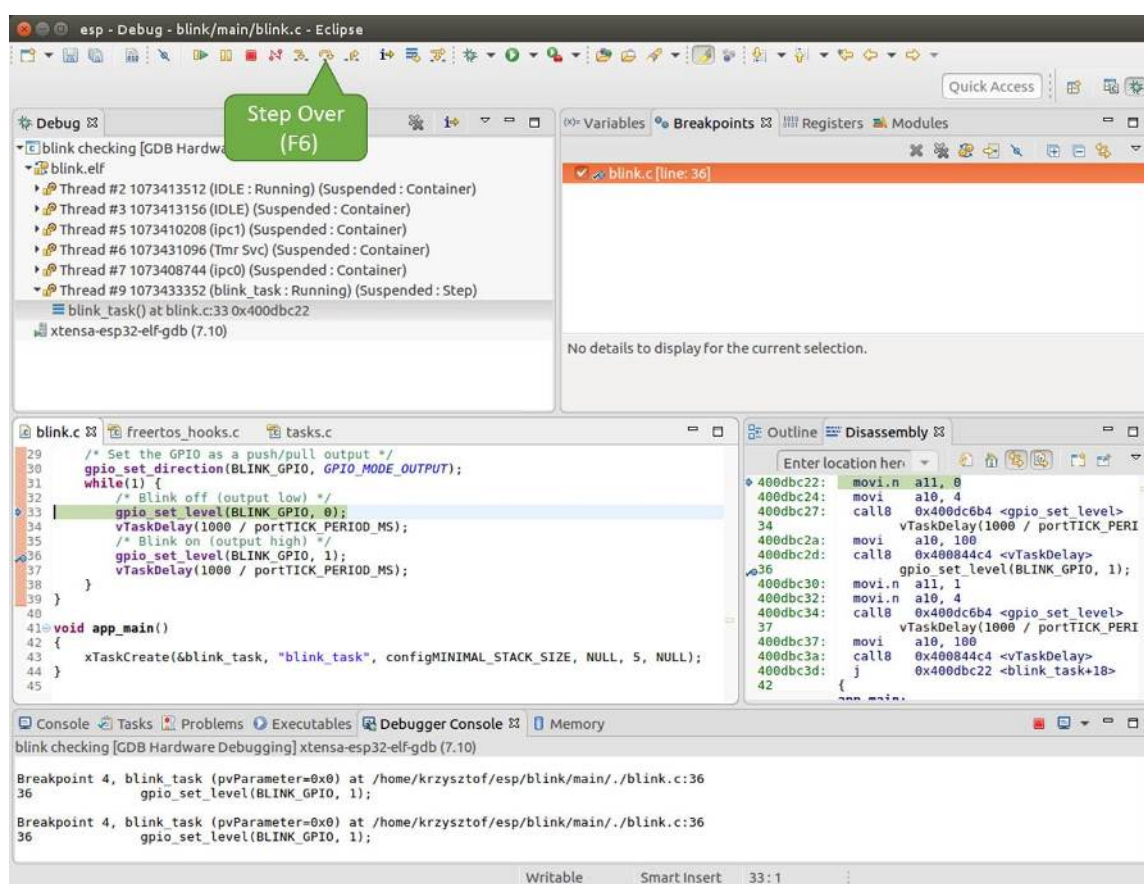 esp - Debug - blink/main/blink.c - Eclipse
Quick Access
Step Over
(F6)
Debug
blink checking [GDB Hardwa
blink.elf
Thread #2 1073413512 (IDLE : Running) (Suspended : Container)
Thread #3 1073413156 (IDLE) (Suspended : Container)
Thread #5 1073410208 (ipc1) (Suspended : Container)
Thread #6 1073431096 (Tmr Svc) (Suspended : Container)
Thread #7 1073408744 (ipc0) (Suspended : Container)
Thread #9 1073433352 (blink_task : Running) (Suspended : Step)
blink_task() at blink.c:33 0x400dbc22
xtensa-esp32-elf-gdb (7.10)
(x)= Variables Breakpoints Registers Modules
blink.c [line: 36]
No details to display for the current selection.
blink.c freertos_hooks.c tasks.c
29 /* Set the GPIO as a push/pull output */
30 gpio_set_direction(BLINK_GPIO, GPIO_MODE_OUTPUT);
31 while(1) {
32 /* Blink off (output low) */
33 gpio_set_level(BLINK_GPIO, 0);
34 vTaskDelay(1000 / portTICK_PERIOD_MS);
35 /* Blink on (output high) */
36 gpio_set_level(BLINK_GPIO, 1);
37 vTaskDelay(1000 / portTICK_PERIOD_MS);
38 }
39 }
40
41 void app_main()
42 {
43 xTaskCreate(&blink_task, "blink_task", configMINIMAL_STACK_SIZE, NULL, 5, NULL);
44 }
45
Outline Disassembly
Enter location her
400dbc22: movi.n a11, 0
400dbc24: movi a10, 4
400dbc27: call8 0x400dc6b4 <gpio_set_level>
34 vTaskDelay(1000 / portTICK_PERI
400dbc2a: movi a10, 100
400dbc2d: call8 0x400844c4 <vTaskDelay>
36 gpio_set_level(BLINK_GPIO, 1);
400dbc30: movi.n a11, 1
400dbc32: movi.n a10, 4
400dbc34: call8 0x400dc6b4 <gpio_set_level>
37 vTaskDelay(1000 / portTICK_PERI
400dbc37: movi a10, 100
400dbc3a: call8 0x400844c4 <vTaskDelay>
400dbc3d: j 0x400dbc22 <blink_task+18>
42 {
app_main:
Console Tasks Problems Executables Debugger Console Memory
blink checking [GDB Hardware Debugging] xtensa-esp32-elf-gdb (7.10)
Breakpoint 4, blink_task (pvParameter=0x0) at /home/krzysztof/esp/blink/main/./blink.c:36
36 gpio_set_level(BLINK_GPIO, 1);
Breakpoint 4, blink_task (pvParameter=0x0) at /home/krzysztof/esp/blink/main/./blink.c:36
36 gpio_set_level(BLINK_GPIO, 1);
Writable Smart Insert 33 : 1